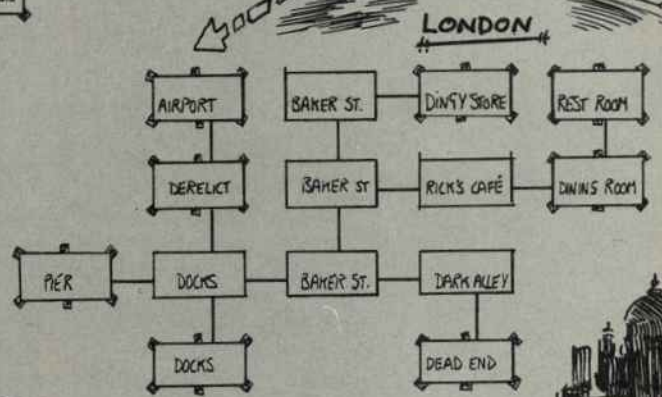 LONDON
AIRPORT
BAKER ST.
DINGY STORE
REST ROOM
DERELICT
BAKER ST
RICK'S CAFÉ
DINING ROOM
PIER
DOCKS
BAKER ST.
DARK ALLEY
DOCKS
DEAD END